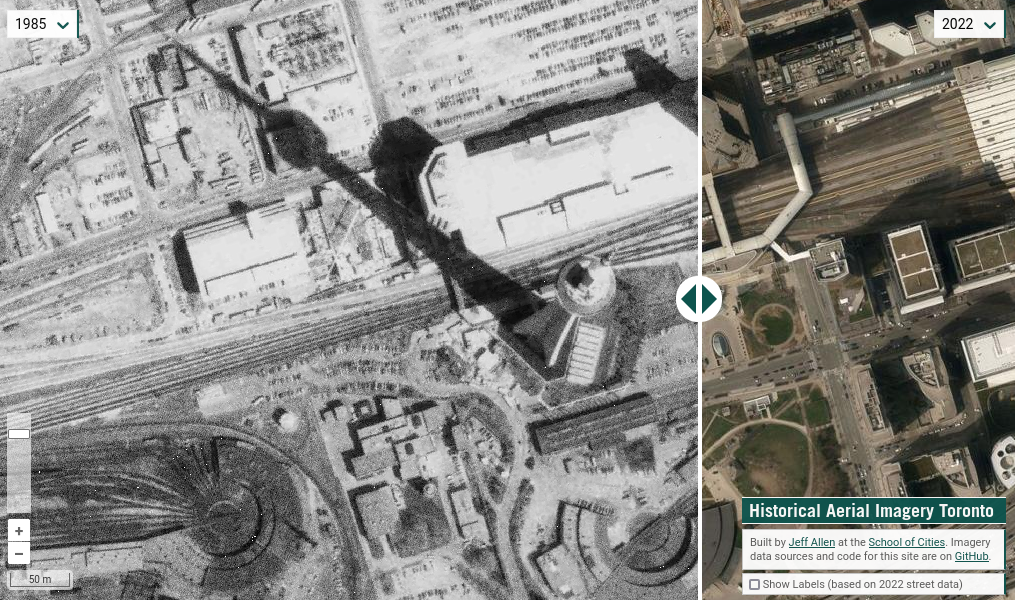 1985
2022
+
−
50 m
Historical Aerial Imagery Toronto
Built by Jeff Allen at the School of Cities. Imagery
data sources and code for this site are on GitHub.
Show Labels (based on 2022 street data)